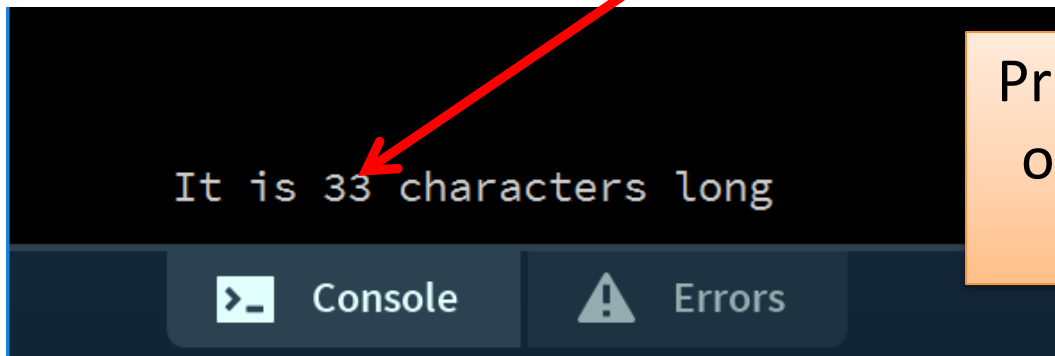 Pr
o
It is 33 characters long
>_ Console
Errors